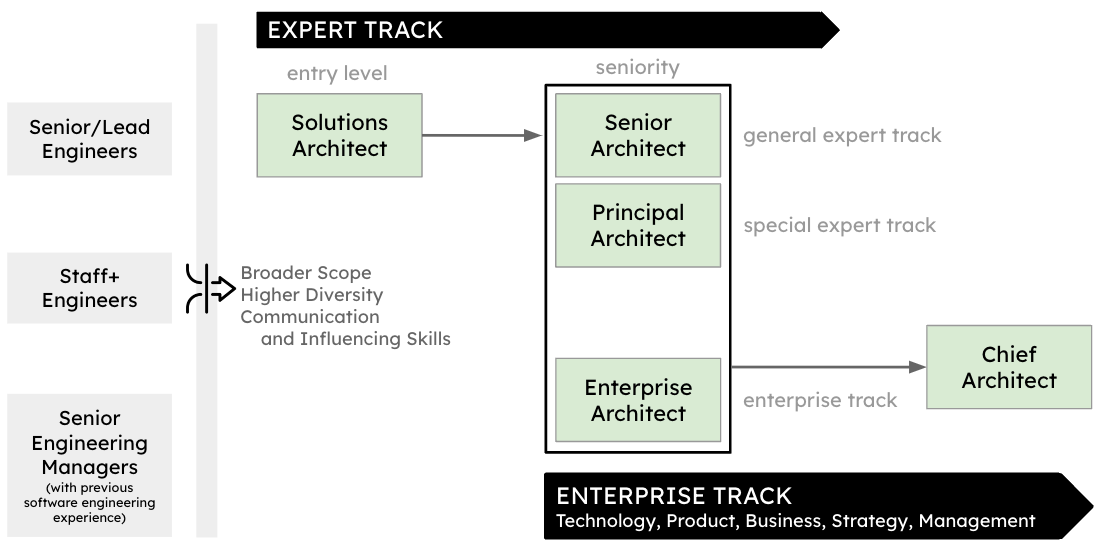 EXPERT TRACK
entry level
seniority
Senior/Lead
Engineers
Solutions
Architect
Senior
Architect
general expert track
Principal
Architect
special expert track
Staff+
Engineers
Broader Scope
Higher Diversity
Communication
and Influencing Skills
Chief
Architect
Enterprise
Architect
enterprise track
Senior
Engineering
Managers
(with previous
software engineering
experience)
ENTERPRISE TRACK
Technology, Product, Business, Strategy, Management